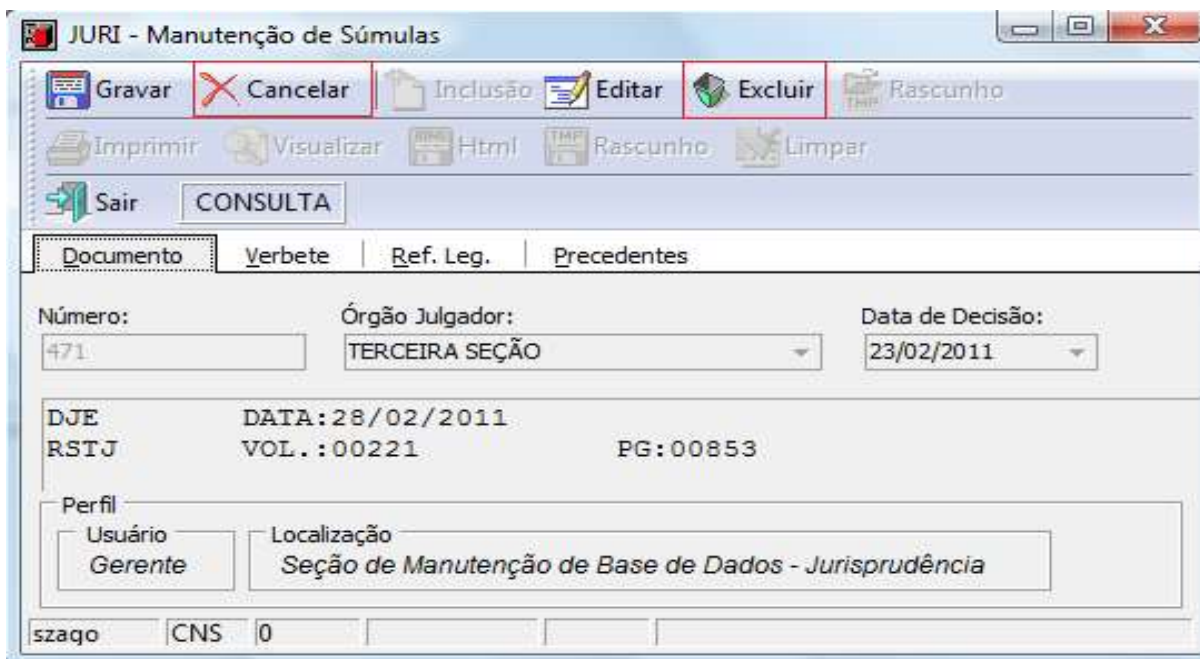 JURI - Manutenção de Súmulas
Gravar Cancelar Inclusão Editar Excluir Rascunho
Imprimir Visualizar Html Rascunho Limpar
Sair CONSULTA
Documento Verbete Ref. Leg. Precedentes
Número: Órgão Julgador: Data de Decisão:
471 TERCEIRA SEÇÃO 23/02/2011
DJE DATA:28/02/2011
RSTJ VOL.:00221 PG:00853
Perfil
Usuário Localização
Gerente Seção de Manutenção de Base de Dados - Jurisprudência
szago CNS 0